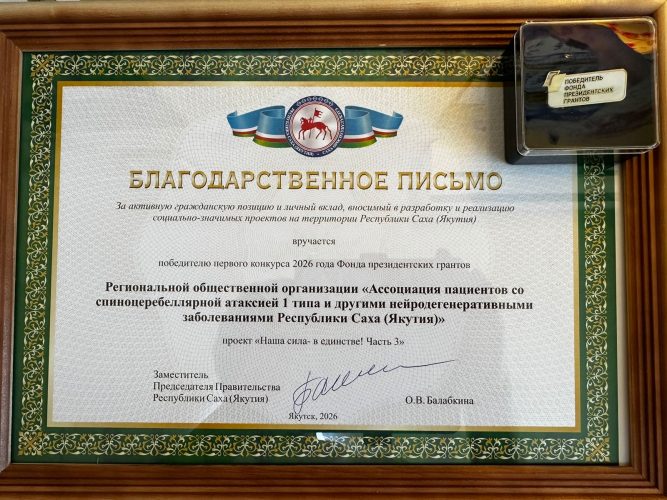 ПОБЕДИТЕЛЬ
ФОНДА
ПРЕЗИДЕНТСКИХ
ГРАНТОВ
БЛАГОДАРСТВЕННОЕ ПИСЬМО
За активную гражданскую позицию и личный вклад, вносимый в разработку и реализацию
социально-значимых проектов на территории Республики Саха (Якутия)
вручается
победителю первого конкурса 2026 года Фонда президентских грантов
Региональной общественной организации «Ассоциация пациентов со
спиноцеребеллярной атаксией 1 типа и другими нейродегенеративными
заболеваниями Республики Саха (Якутия)»
проект «Наша сила- в единстве! Часть 3»
Заместитель
Председателя Правительства
Республики Саха (Якутия)
О.В. Балабкина
Якутск, 2026